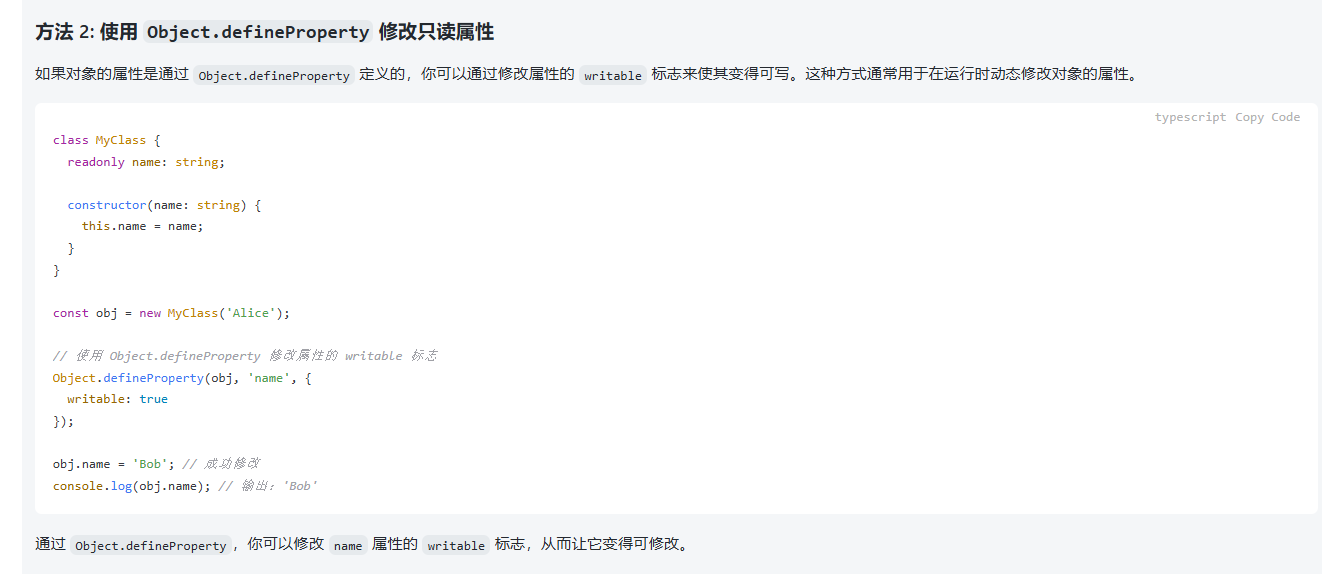 方法 2: 使用 Object.defineProperty 修改只读属性
如果对象的属性是通过 Object.defineProperty 定义的，你可以通过修改属性的 writable 标志来使其变得可写。这种方式通常用于在运行时动态修改对象的属性。
typescript Copy Code
class MyClass {
  readonly name: string;

  constructor(name: string) {
    this.name = name;
  }
}

const obj = new MyClass('Alice');

// 使用 Object.defineProperty 修改属性的 writable 标志
Object.defineProperty(obj, 'name', {
  writable: true
});

obj.name = 'Bob'; // 成功修改
console.log(obj.name); // 输出：'Bob'
通过 Object.defineProperty，你可以修改 name 属性的 writable 标志，从而让它变得可修改。